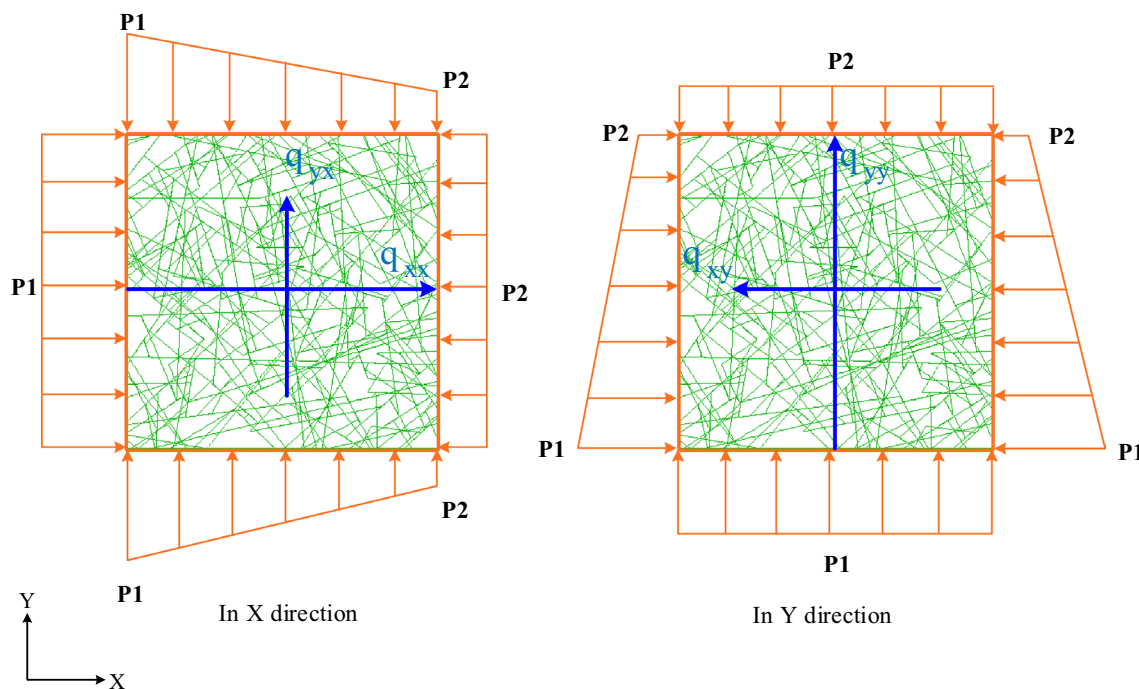 P1
P2
q yx
q xx
P1
P2
P2
P1
In X direction
Y
X
P2
P2
P2
q yy
q xy
P1
P1
P1
In Y direction